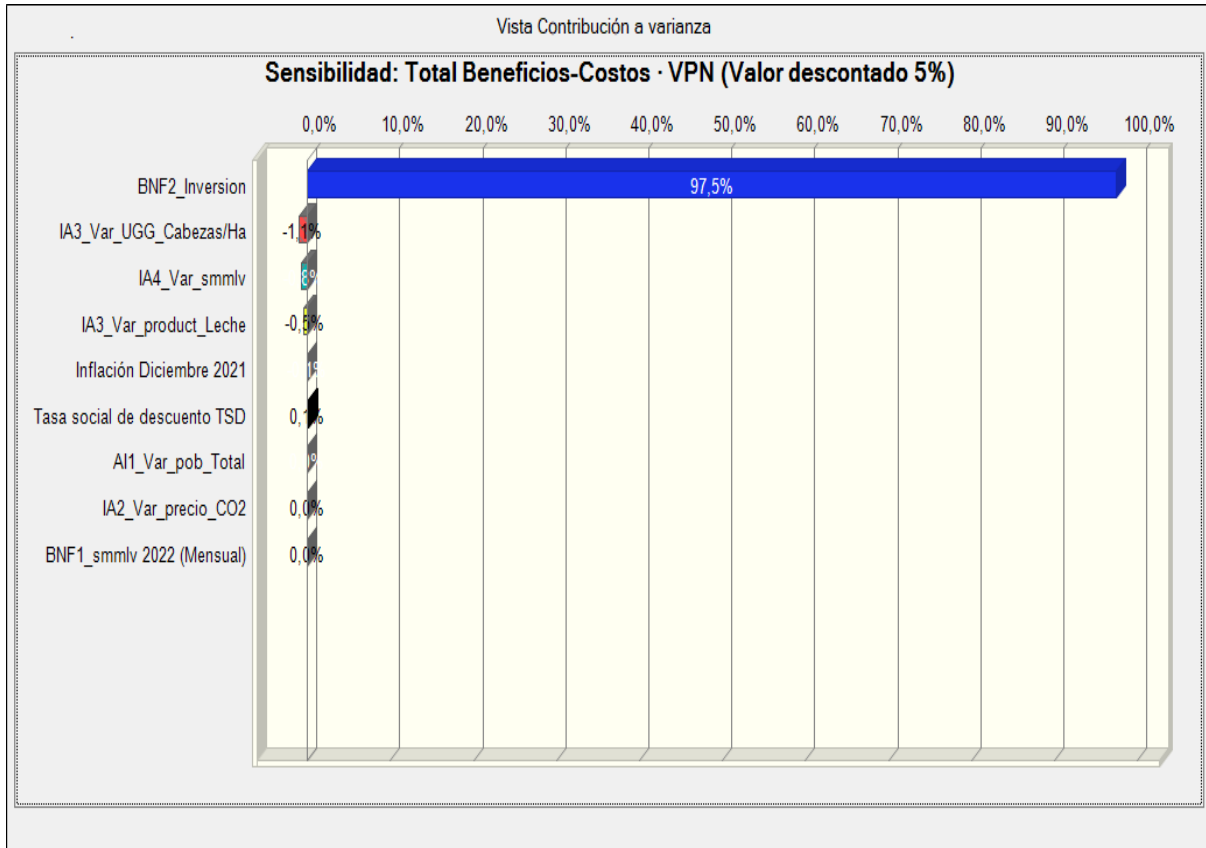 Vista Contribución a varianza
Sensibilidad: Total Beneficios-Costos · VPN (Valor descontado 5%)
0,0% 10,0% 20,0% 30,0% 40,0% 50,0% 60,0% 70,0% 80,0% 90,0% 100,0%
BNF2_Inversion 97,5%
IA3_Var_UGG_Cabezas/Ha -1,1%
IA4_Var_smmlv
IA3_Var_product_Leche -0,5%
Inflación Diciembre 2021
Tasa social de descuento TSD 0,1%
AI1_Var_pob_Total
IA2_Var_precio_CO2 0,0%
BNF1_smmlv 2022 (Mensual) 0,0%